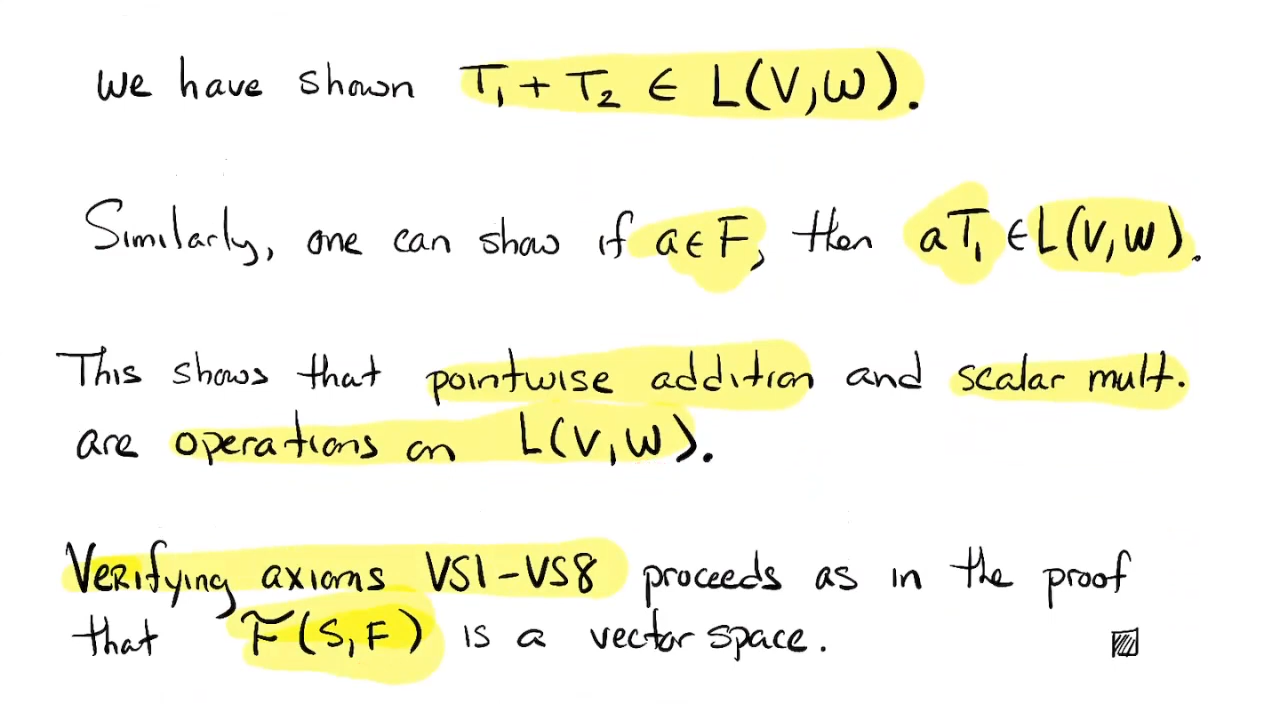 We have shown T₁ + T₂ ∈ L(V,W).
Similarly, one can show if a∈F, then aT₁ ∈ L(V,W).
This shows that pointwise addition and scalar mult.
are operations on L(V,W).
Verifying axioms VS1-VS8 proceeds as in the proof
that F(S,F) is a vector space.